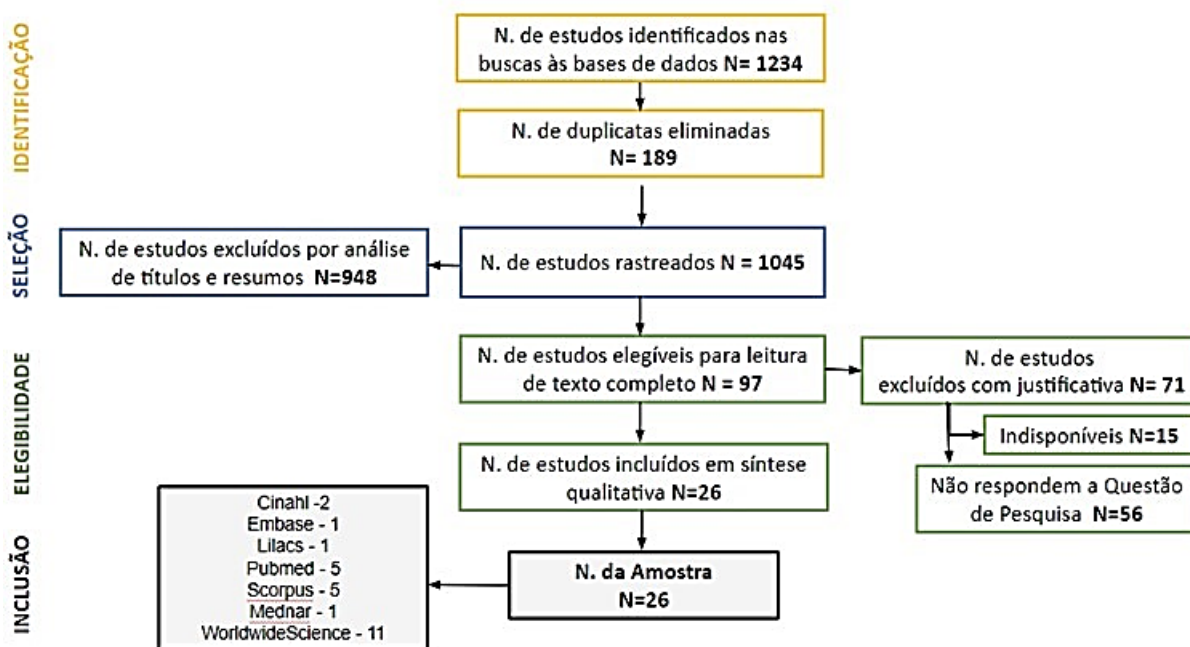 IDENTIFICAÇÃO
N. de estudos identificados nas
buscas às bases de dados N= 1234
N. de duplicatas eliminadas
N= 189
SELEÇÃO
N. de estudos excluídos por análise
de títulos e resumos N=948
N. de estudos rastreados N = 1045
ELEGIBILIDADE
N. de estudos elegíveis para leitura
de texto completo N = 97
N. de estudos
excluídos com justificativa N= 71
Indisponíveis N=15
Não respondem a Questão
de Pesquisa N=56
N. de estudos incluídos em síntese
qualitativa N=26
INCLUSÃO
Cinahl -2
Embase - 1
Lilacs - 1
Pubmed - 5
Scorpus - 5
Mednar - 1
WorldwideScience - 11
N. da Amostra
N=26